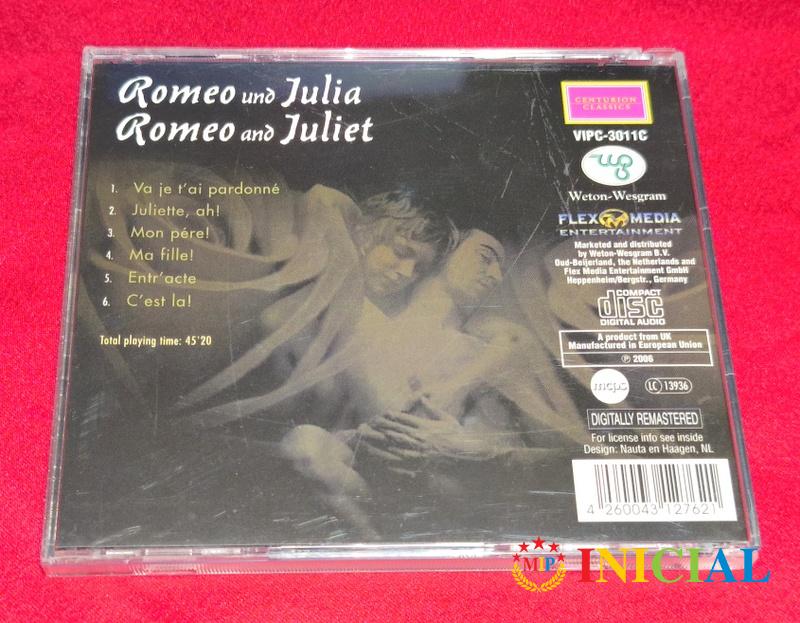 Romeo und Julia
Romeo and Juliet
1. Va je t'ai pardonné
2. Juliette, ah!
3. Mon pére!
4. Ma fille!
5. Entr'acte
6. C'est la!
Total playing time: 45'20
CENTURION
CLASSICS
VIPC-3011C
Weton-Wesgram
FLEX MEDIA
ENTERTAINMENT
Marketed and distributed
by Weton-Wesgram B.V.
Oud-Beijerland, the Netherlands and
Flex Media Entertainment GmbH
Heppenheim/Bergstr., Germany
COMPACT
disc
DIGITAL AUDIO
A product from UK
Manufactured in European Union
℗ 2006
mcps
LC 13936
DIGITALLY REMASTERED
For license info see inside
Design: Nauta en Haagen, NL
4 260043 127621
MP INICIAL